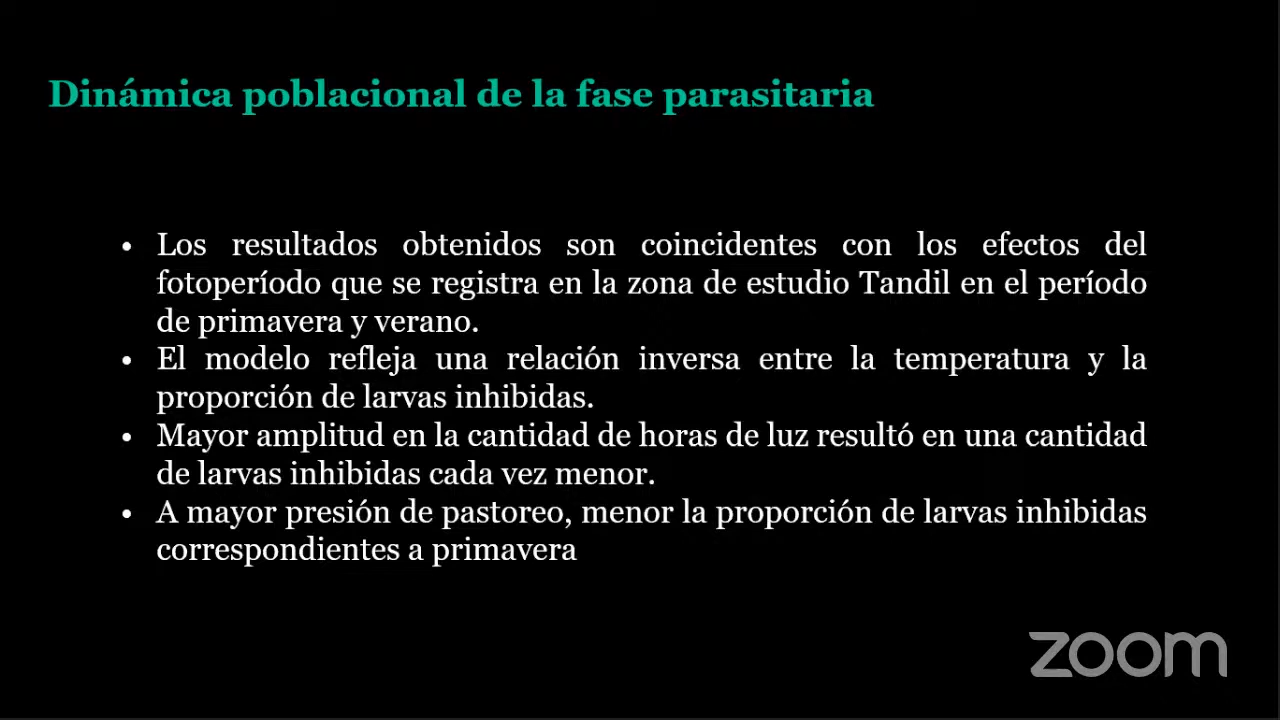 Dinámica poblacional de la fase parasitaria
• Los resultados obtenidos son coincidentes con los efectos del
fotoperíodo que se registra en la zona de estudio Tandil en el período
de primavera y verano.
• El modelo refleja una relación inversa entre la temperatura y la
proporción de larvas inhibidas.
• Mayor amplitud en la cantidad de horas de luz resultó en una cantidad
de larvas inhibidas cada vez menor.
• A mayor presión de pastoreo, menor la proporción de larvas inhibidas
correspondientes a primavera
zoom